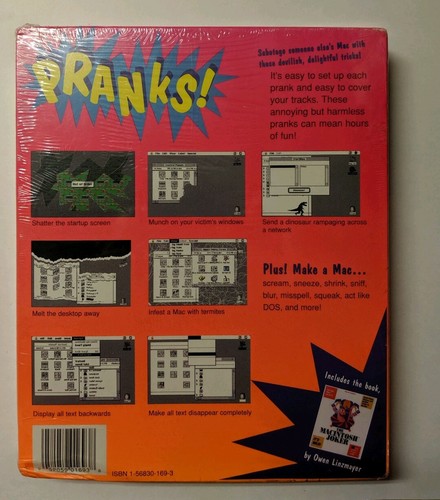 PRANKS!
Sabotage someone else's Mac with
these devilish, delightful tricks!
It's easy to set up each
prank and easy to cover
your tracks. These
annoying but harmless
pranks can mean hours
of fun!
Shatter the startup screen
Munch on your victim's windows
Send a dinosaur rampaging across
a network
Melt the desktop away
Infest a Mac with termites
Plus! Make a Mac...
scream, sneeze, shrink, sniff,
blur, misspell, squeak, act like
DOS, and more!
Display all text backwards
Make all text disappear completely
Includes the book,
THE
MACINTOSH
JOKER
by Owen Linzmayer
ISBN 1-56830-169-3